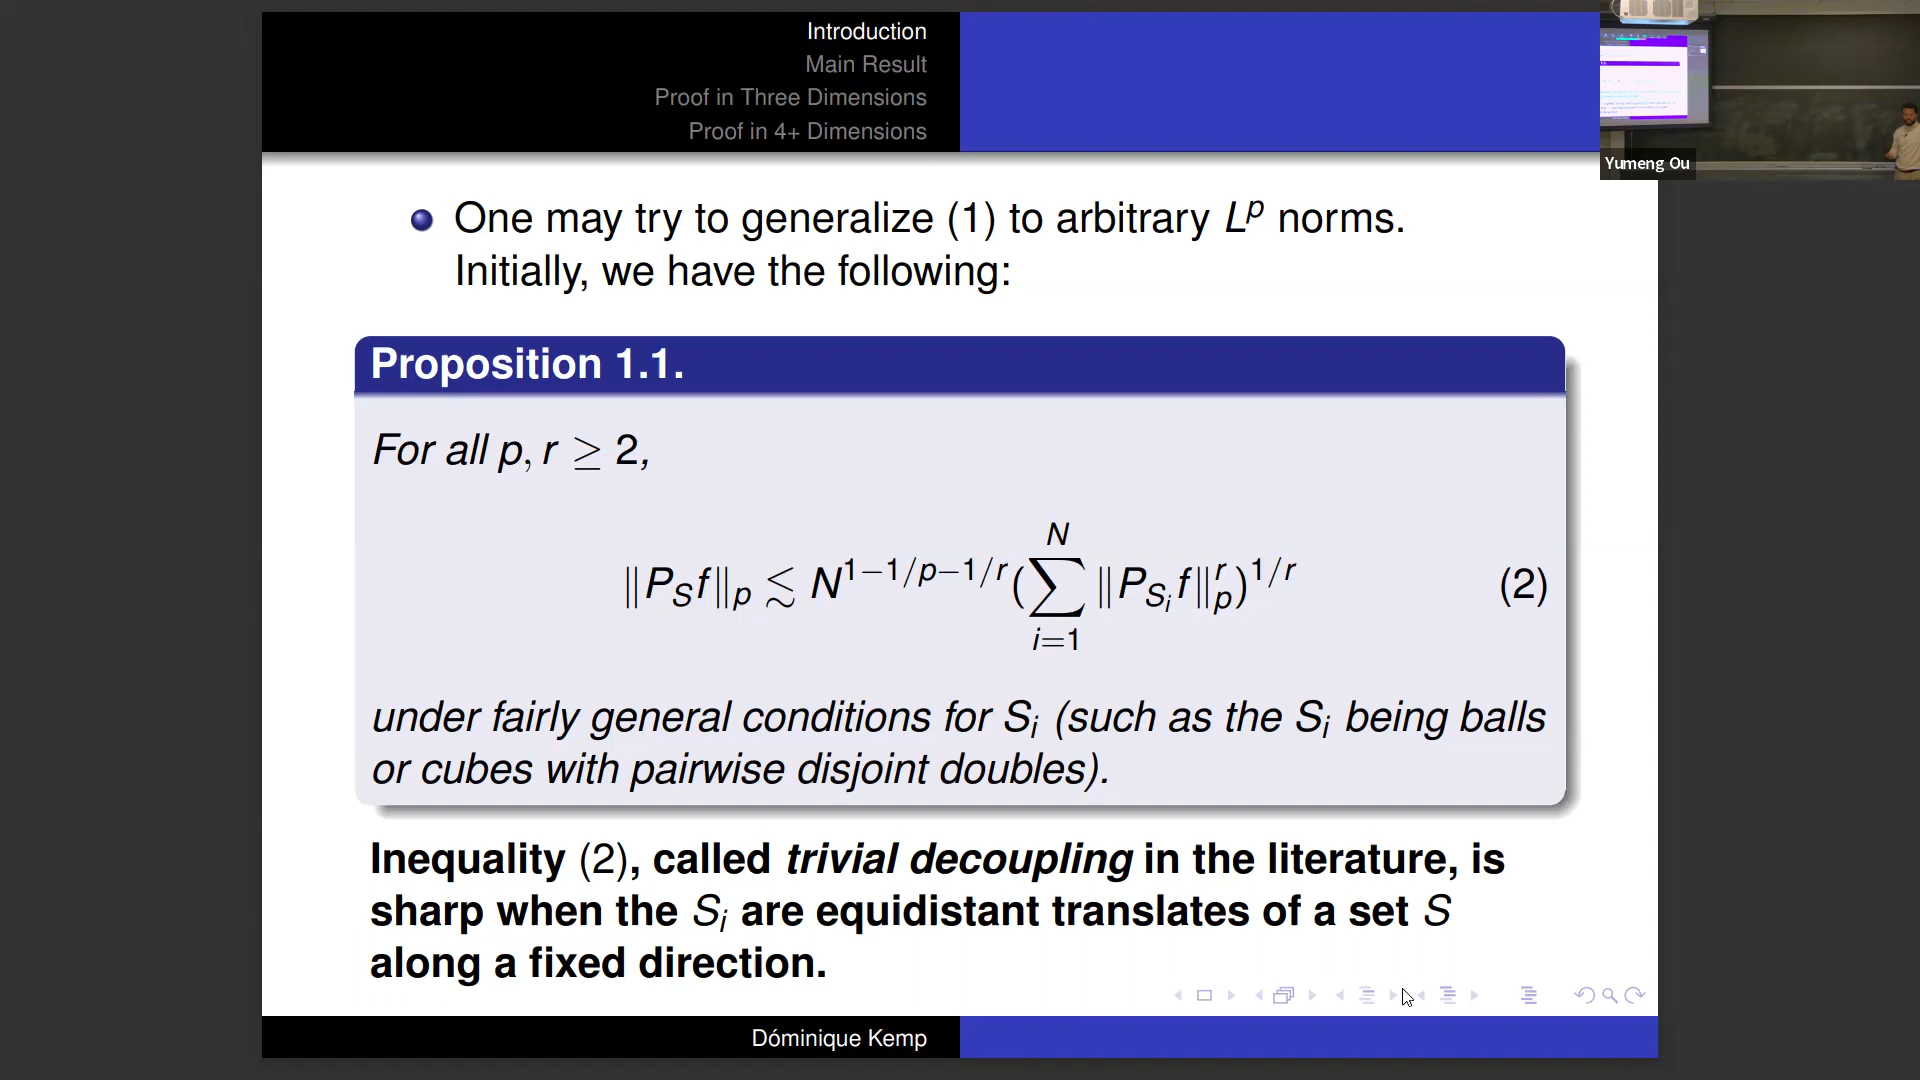 Introduction
Main Result
Proof in Three Dimensions
Proof in 4+ Dimensions
Yumeng Ou
One may try to generalize (1) to arbitrary L^p norms.
Initially, we have the following:
Proposition 1.1.
For all p, r ≥ 2,
‖P_S f‖_p ≲ N^{1−1/p−1/r} (∑_{i=1}^{N} ‖P_{S_i} f‖_p^r)^{1/r} (2)
under fairly general conditions for S_i (such as the S_i being balls
or cubes with pairwise disjoint doubles).
Inequality (2), called trivial decoupling in the literature, is
sharp when the S_i are equidistant translates of a set S
along a fixed direction.
Dóminique Kemp